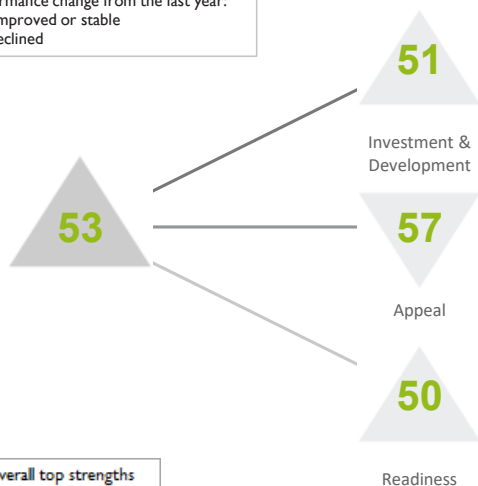 rmance change from the last year:
mproved or stable
eclined
51
Investment &
Development
53
57
Appeal
50
Readiness
verall top strengths